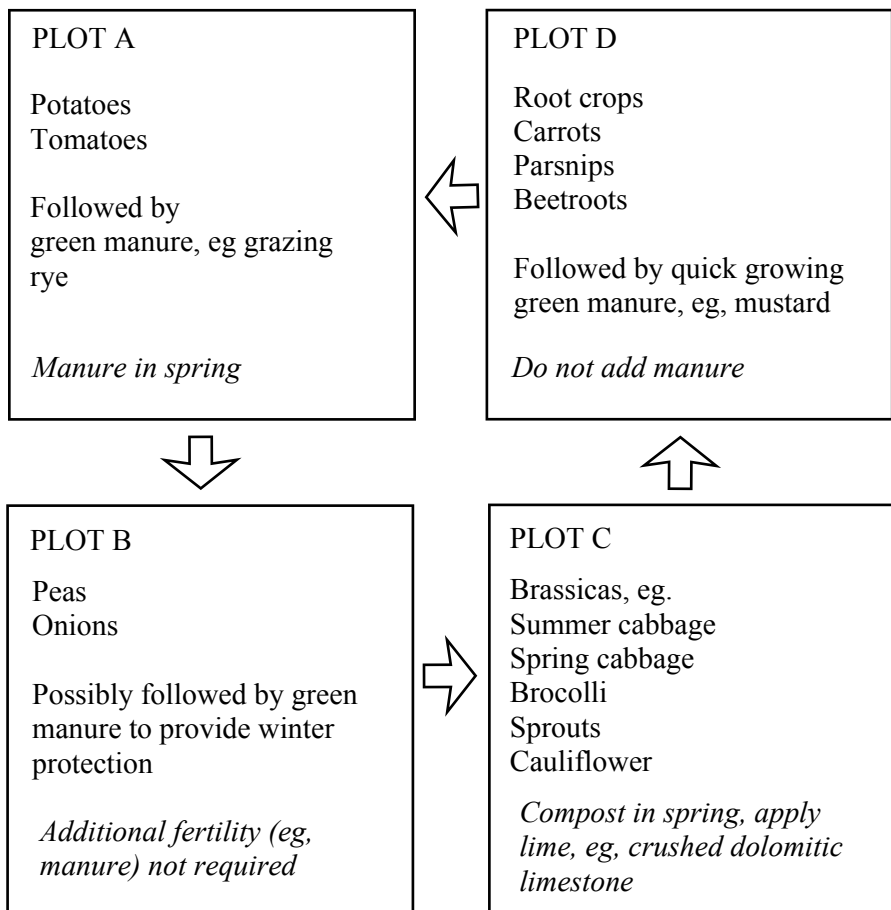 PLOT A
Potatoes
Tomatoes
Followed by
green manure, eg grazing
rye
Manure in spring
PLOT D
Root crops
Carrots
Parsnips
Beetroots
Followed by quick growing
green manure, eg, mustard
Do not add manure
PLOT B
Peas
Onions
Possibly followed by green
manure to provide winter
protection
Additional fertility (eg,
manure) not required
PLOT C
Brassicas, eg.
Summer cabbage
Spring cabbage
Brocolli
Sprouts
Cauliflower
Compost in spring, apply
lime, eg, crushed dolomitic
limestone